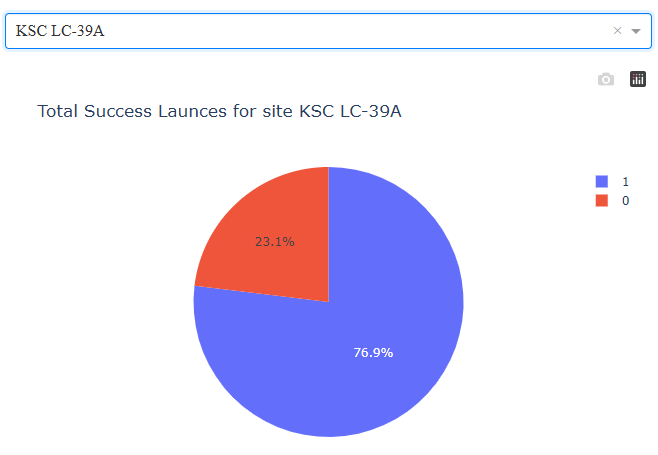 KSC LC-39A
Total Success Launces for site KSC LC-39A
1
0
23.1%
76.9%